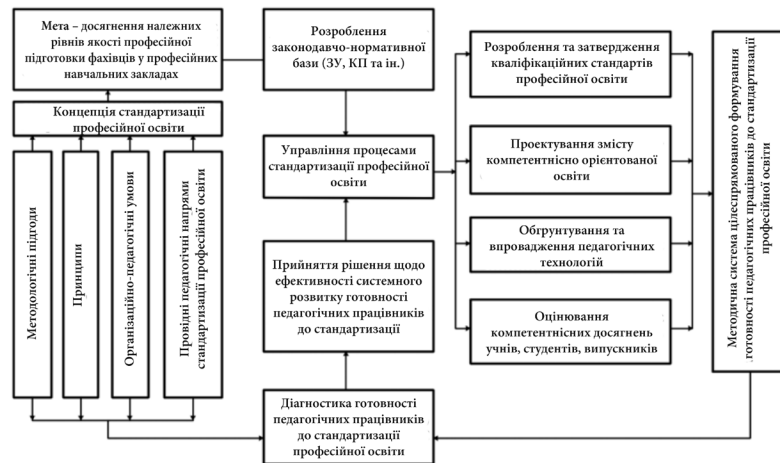 Мета – досягнення належних
рівнів якості професійної
підготовки фахівців у професійних
навчальних закладах
Концепція стандартизації
професійної освіти
Методологічні підгоди
Принципи
Організаційно-педагогічні умови
Провідні педагогічні напрями
стандартизації професійної освіти
Розроблення
законодавчо-нормативної
бази (ЗУ, КП та ін.)
Управління процесами
стандартизації професійної
освіти
Прийняття рішення щодо
ефективності системного
розвитку готовності
педагогічних працівників
до стандартизації
Діагностика готовності
педагогічних працівників
до стандартизації
професійної освіти
Розроблення та затвердження
кваліфікаційних стандартів
професійної освіти
Проектування змісту
компетентнісно орієнтованої
освіти
Обгрунтування та
впровадження педагогічних
технологій
Оцінювання
компетентнісних досягнень
учнів, студентів, випускників
Методична система цілеспрямованого формування
готовності педагогічних працівників до стандартизації
професійної освіти